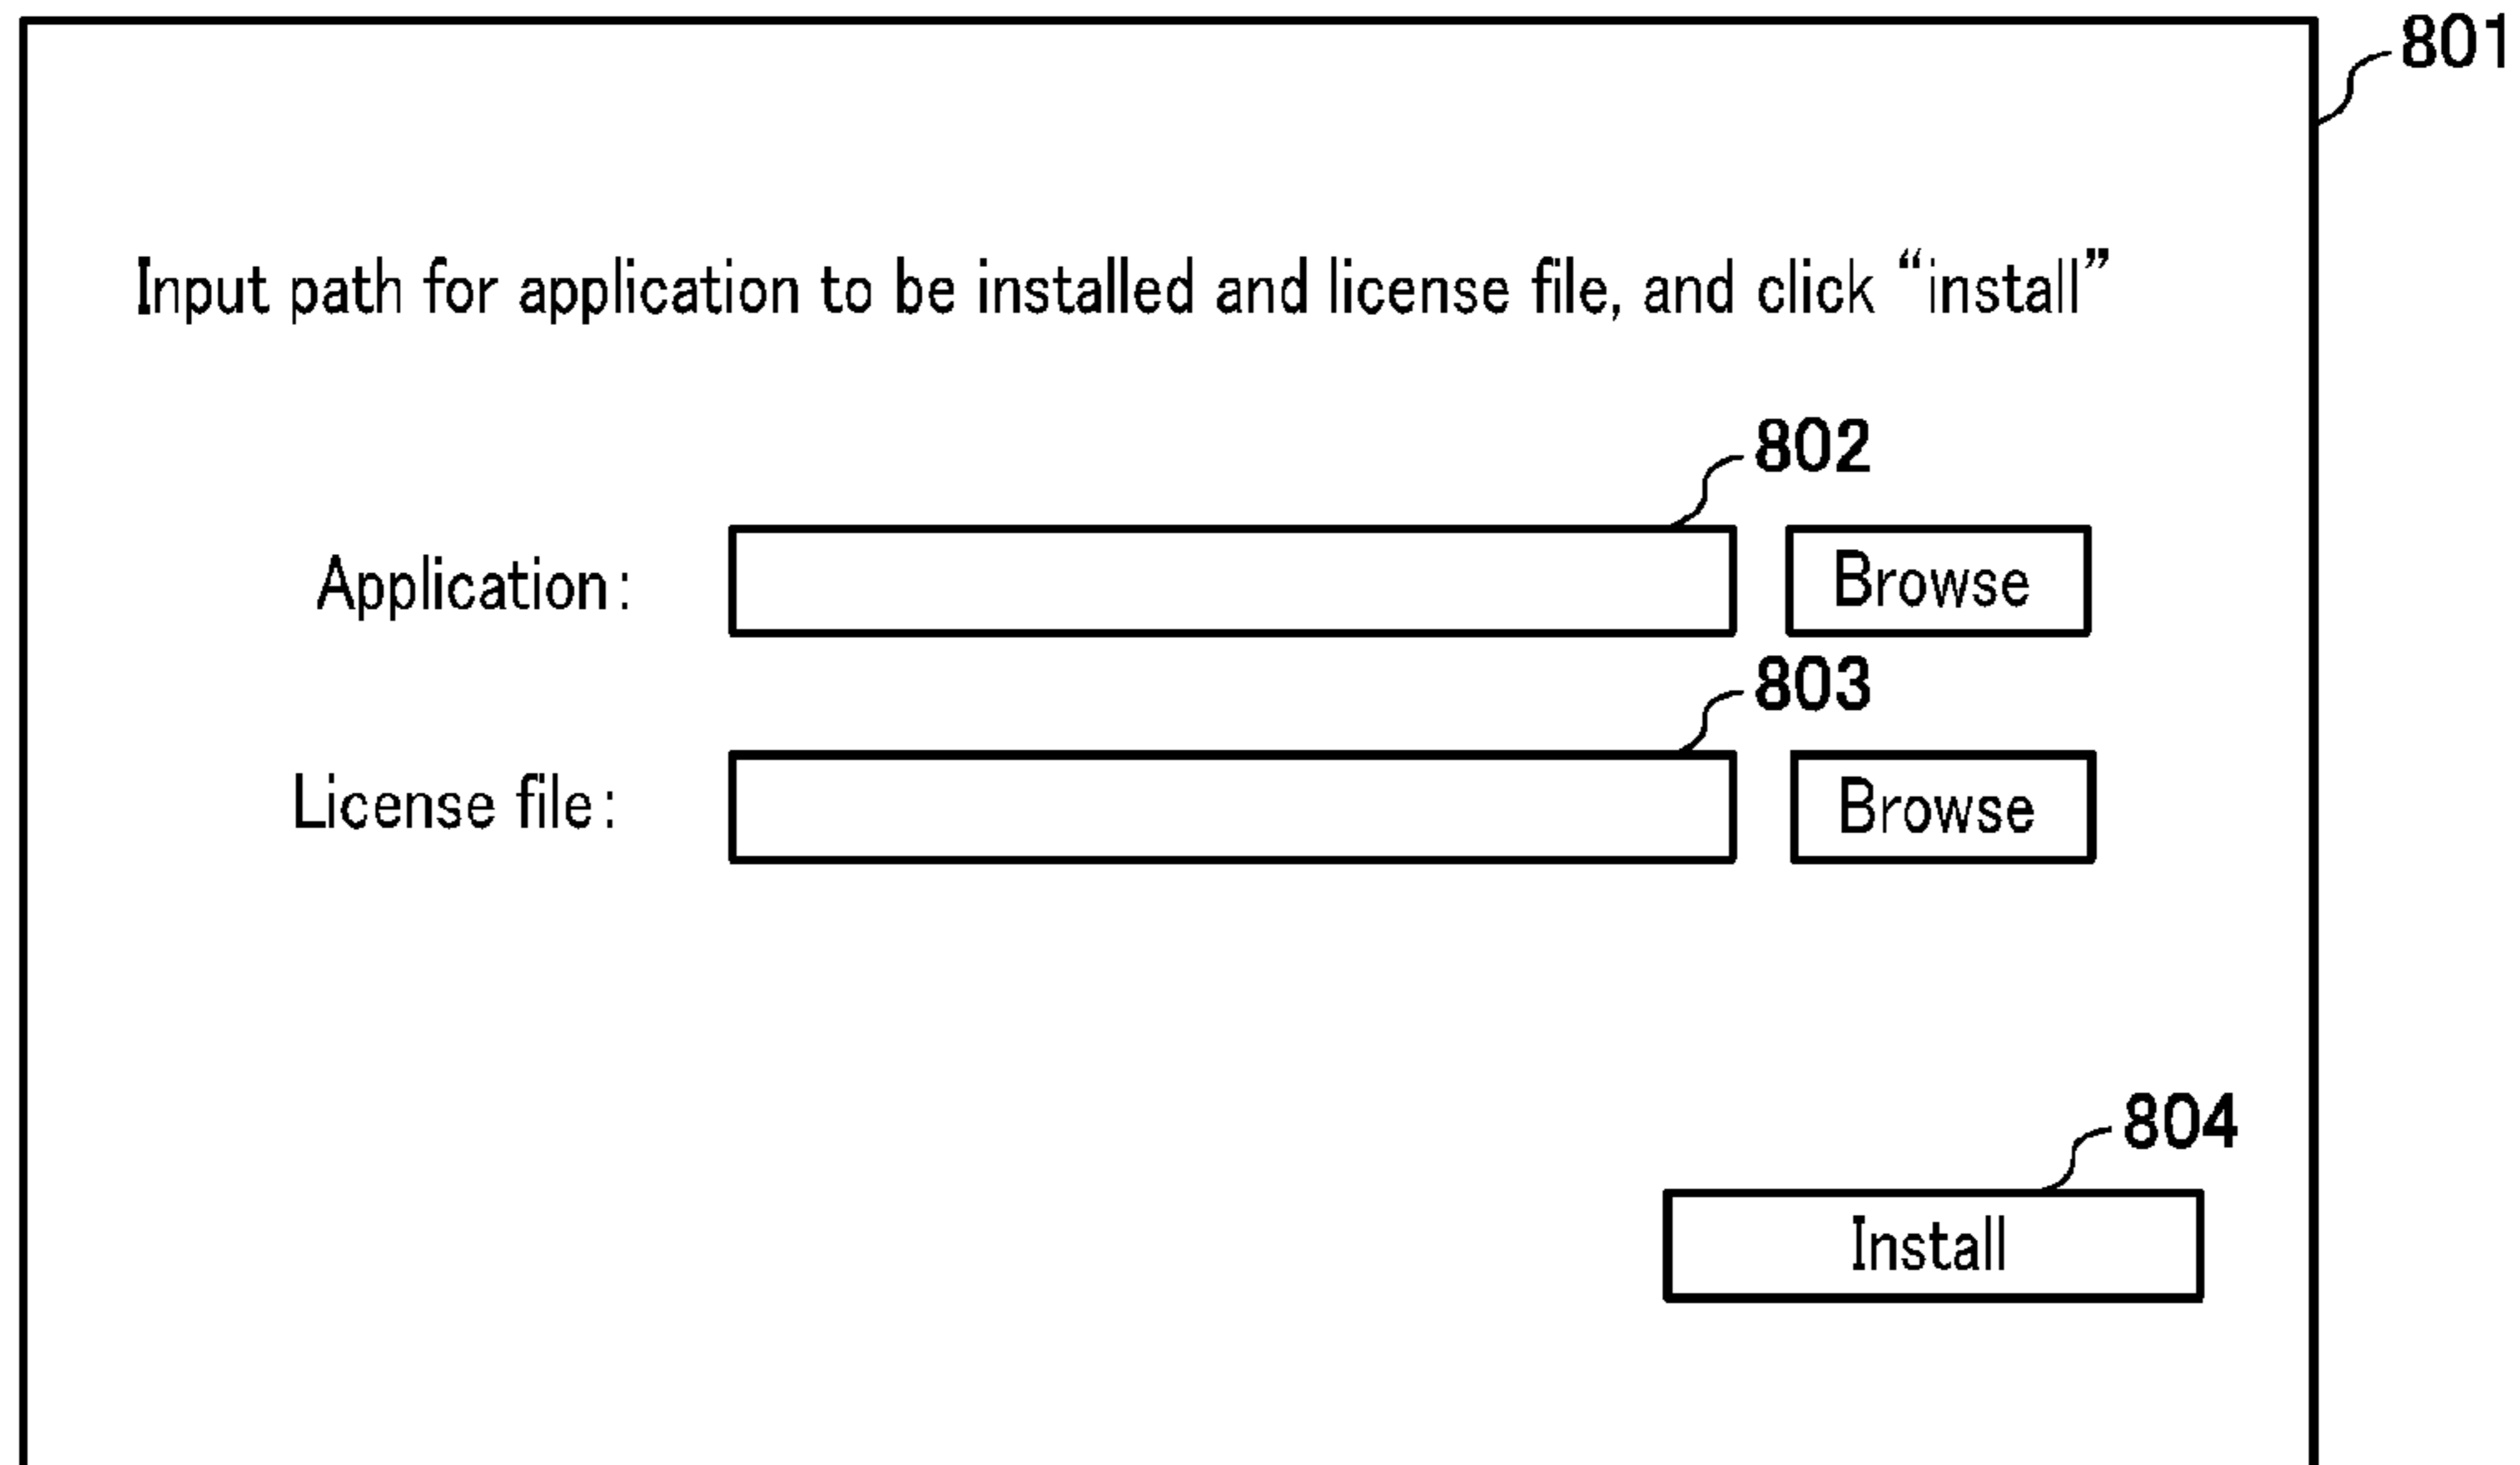 801
Input path for application to be installed and license file, and click “install”
802
Application: Browse
803
License file: Browse
804
Install